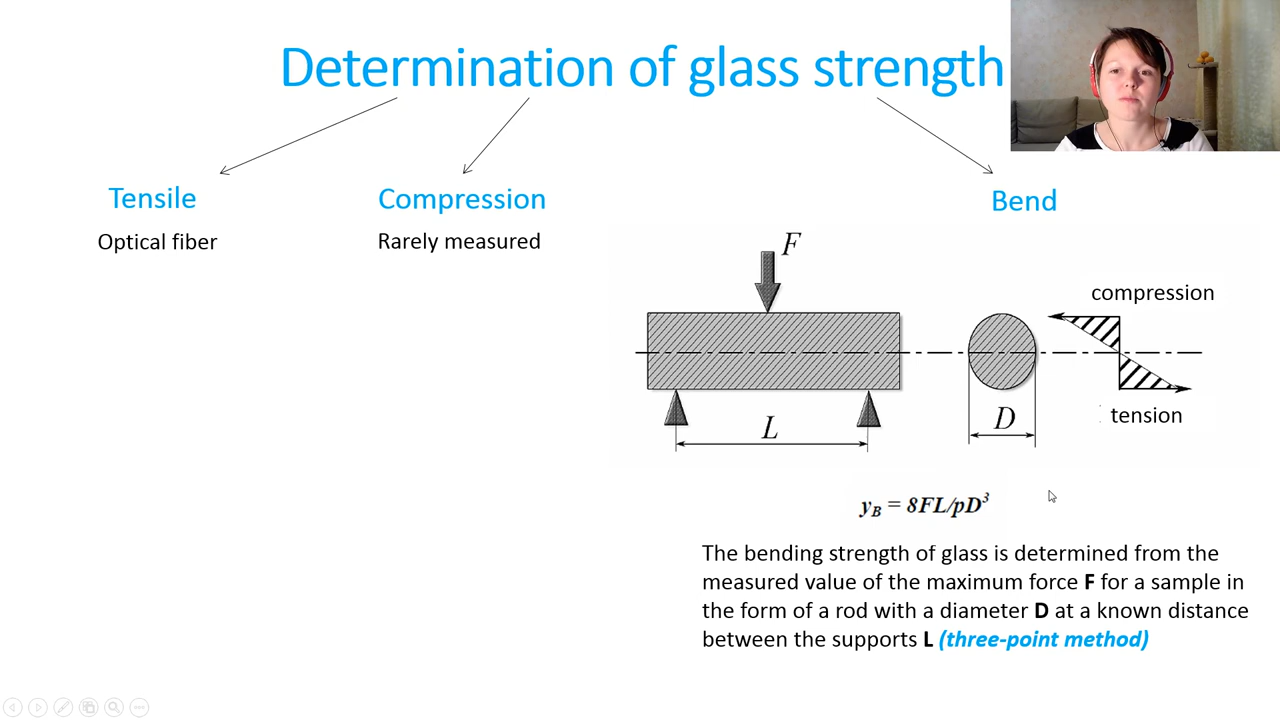 Determination of glass strength
Tensile
Compression
Bend
Optical fiber
Rarely measured
F
compression
L
D
tension
y_B = 8FL/pD³
The bending strength of glass is determined from the
measured value of the maximum force F for a sample in
the form of a rod with a diameter D at a known distance
between the supports L (three-point method)